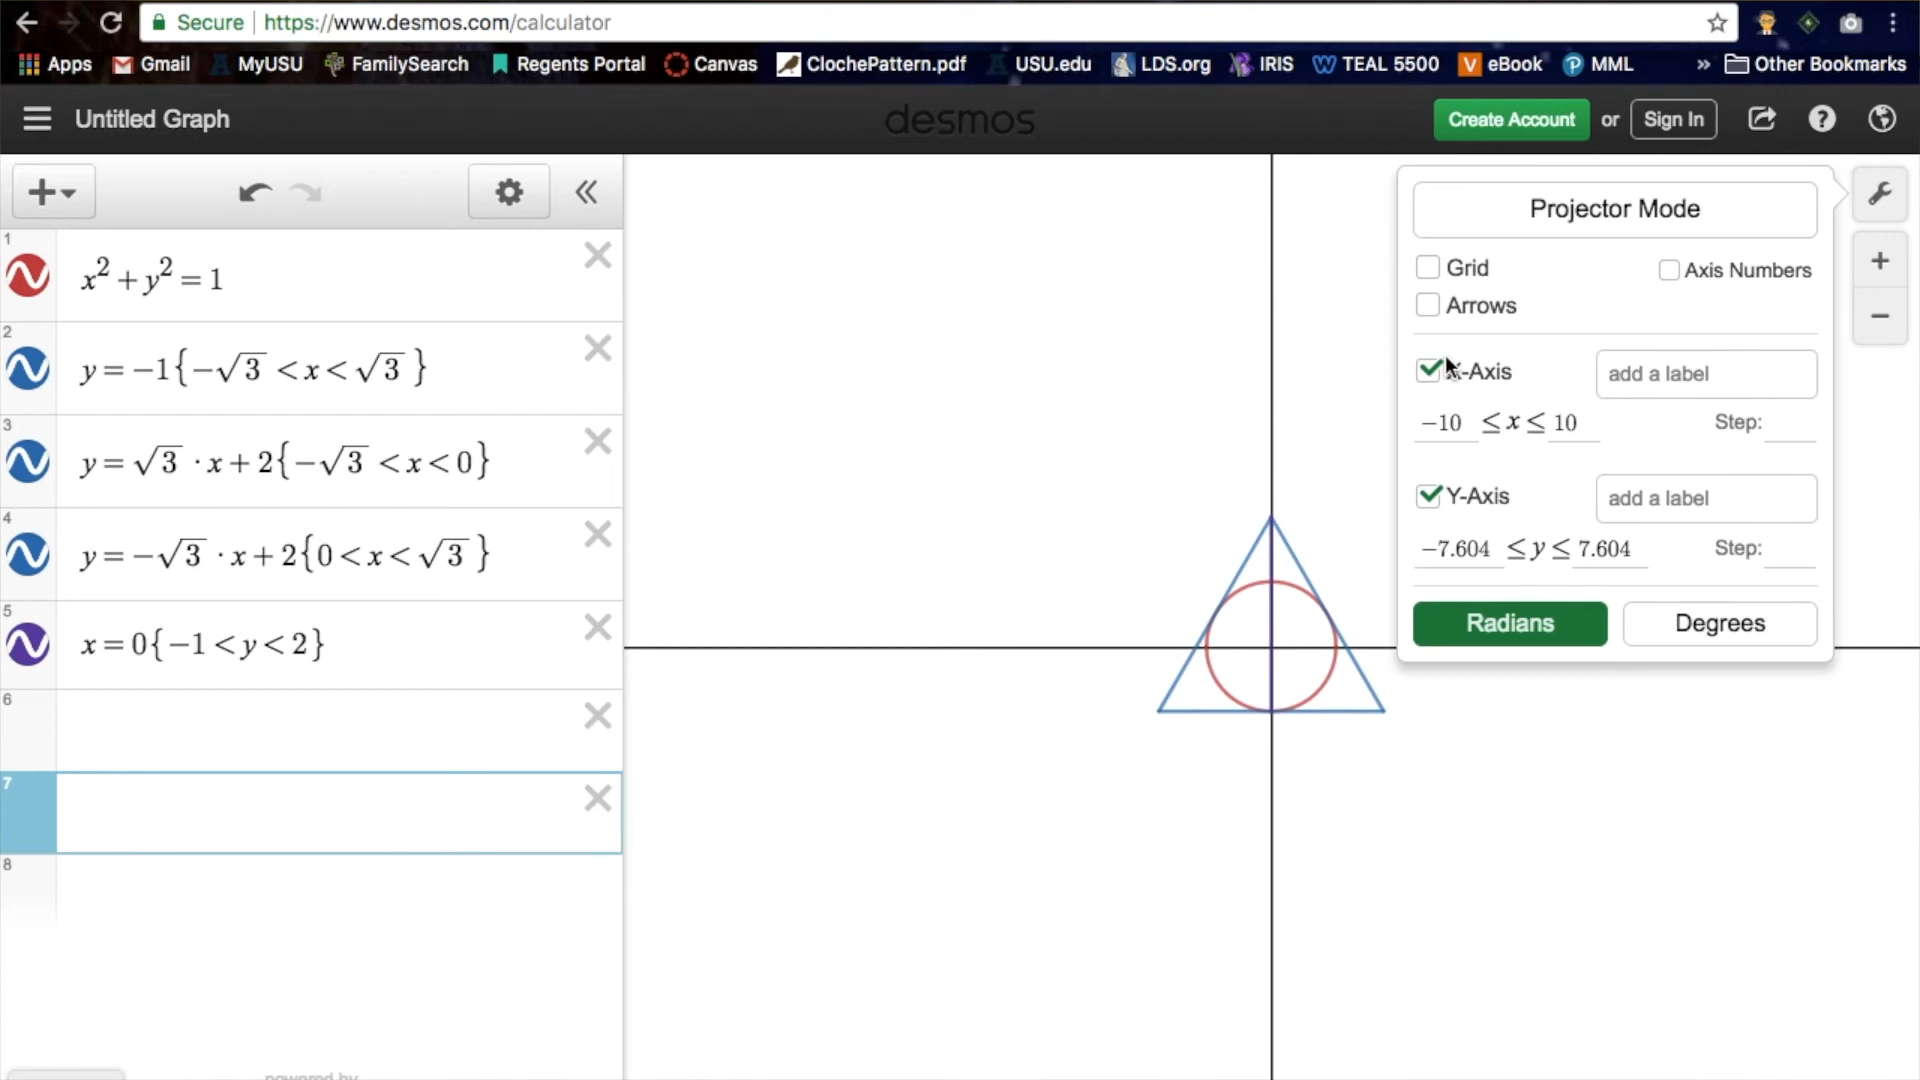 Secure https://www.desmos.com/calculator
Apps Gmail MyUSU FamilySearch Regents Portal Canvas ClochePattern.pdf USU.edu LDS.org IRIS TEAL 5500 eBook MML » Other Bookmarks
Untitled Graph desmos Create Account or Sign In
1 x² + y² = 1
2 y = −1{−√3 < x < √3}
3 y = √3 · x + 2{−√3 < x < 0}
4 y = −√3 · x + 2{0 < x < √3}
5 x = 0{−1 < y < 2}
6
7
8
powered by
Projector Mode
Grid Axis Numbers
Arrows
X-Axis add a label
−10 ≤ x ≤ 10 Step:
Y-Axis add a label
−7.604 ≤ y ≤ 7.604 Step:
Radians Degrees